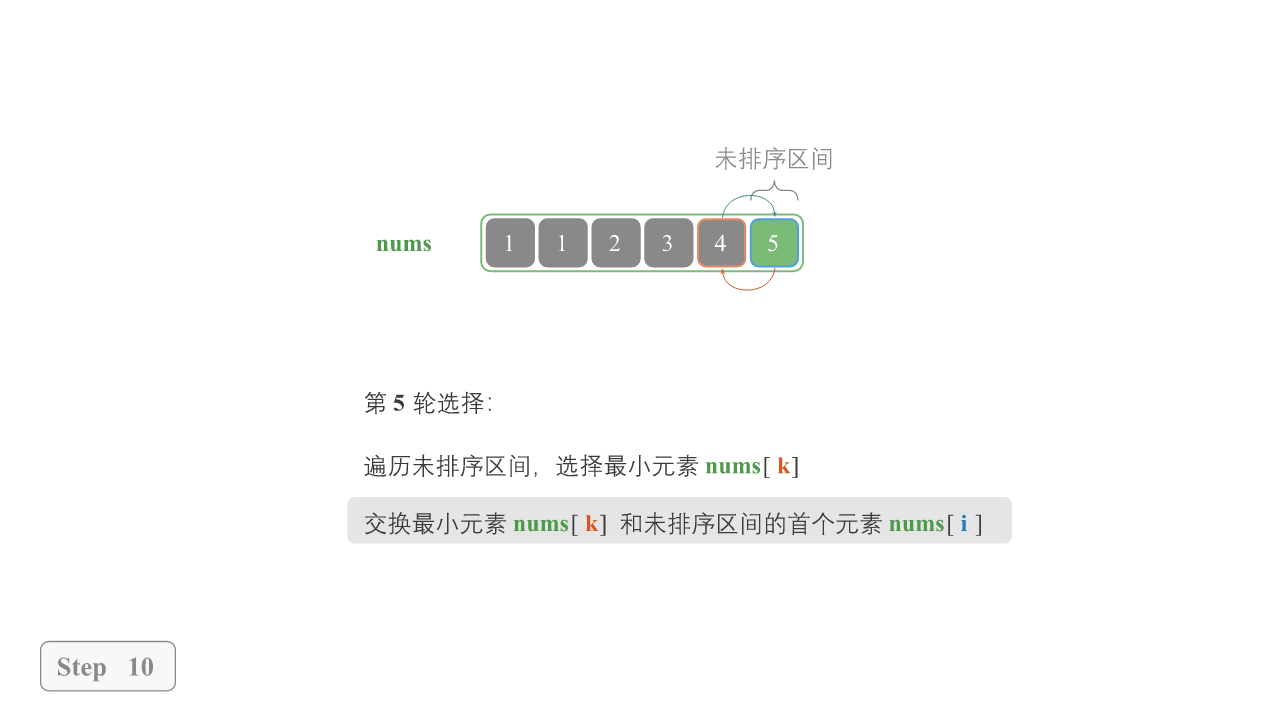 未排序区间
nums 1 1 2 3 4 5
第 5 轮选择：
遍历未排序区间，选择最小元素 nums[ k]
交换最小元素 nums[ k] 和未排序区间的首个元素 nums[ i ]
Step 10